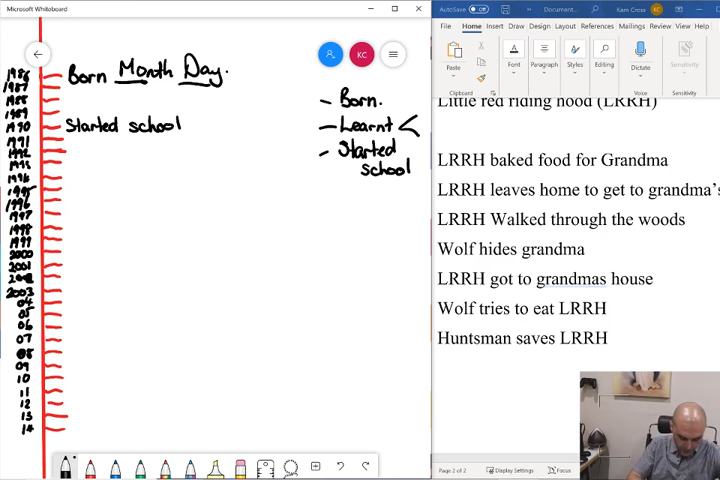 Microsoft Whiteboard
KC
1986
1987
1988
1989
1990
1991
1992
1995
1996
1997
1998
1999
2000
2001
2003
04
05
06
07
08
09
10
11
12
13
14
Born Month Day.
Started school
- Born.
- Learnt <
- Started
school
AutoSave Off
Document...
Kam Cross
KC
File Home Insert Draw Design Layout References Mailings Review View Help
Paste
Font
Paragraph
Styles
Editing
Dictate
Sensitivity
Clipboard
Voice
Sensitivity
Little red riding hood (LRRH)
LRRH baked food for Grandma
LRRH leaves home to get to grandma's
LRRH Walked through the woods
Wolf hides grandma
LRRH got to grandmas house
Wolf tries to eat LRRH
Huntsman saves LRRH
Page 2 of 2
Display Settings
Focus